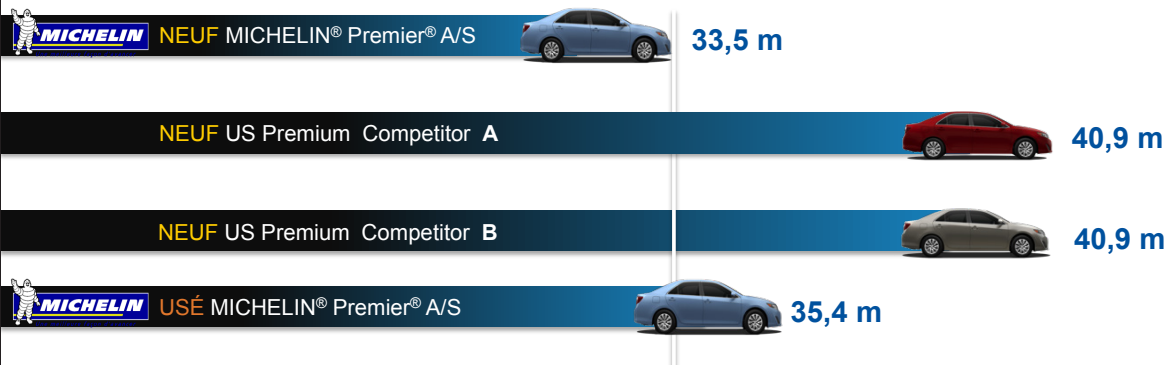 MICHELIN NEUF MICHELIN® Premier® A/S 33,5 m
NEUF US Premium Competitor A 40,9 m
NEUF US Premium Competitor B 40,9 m
MICHELIN USÉ MICHELIN® Premier® A/S 35,4 m